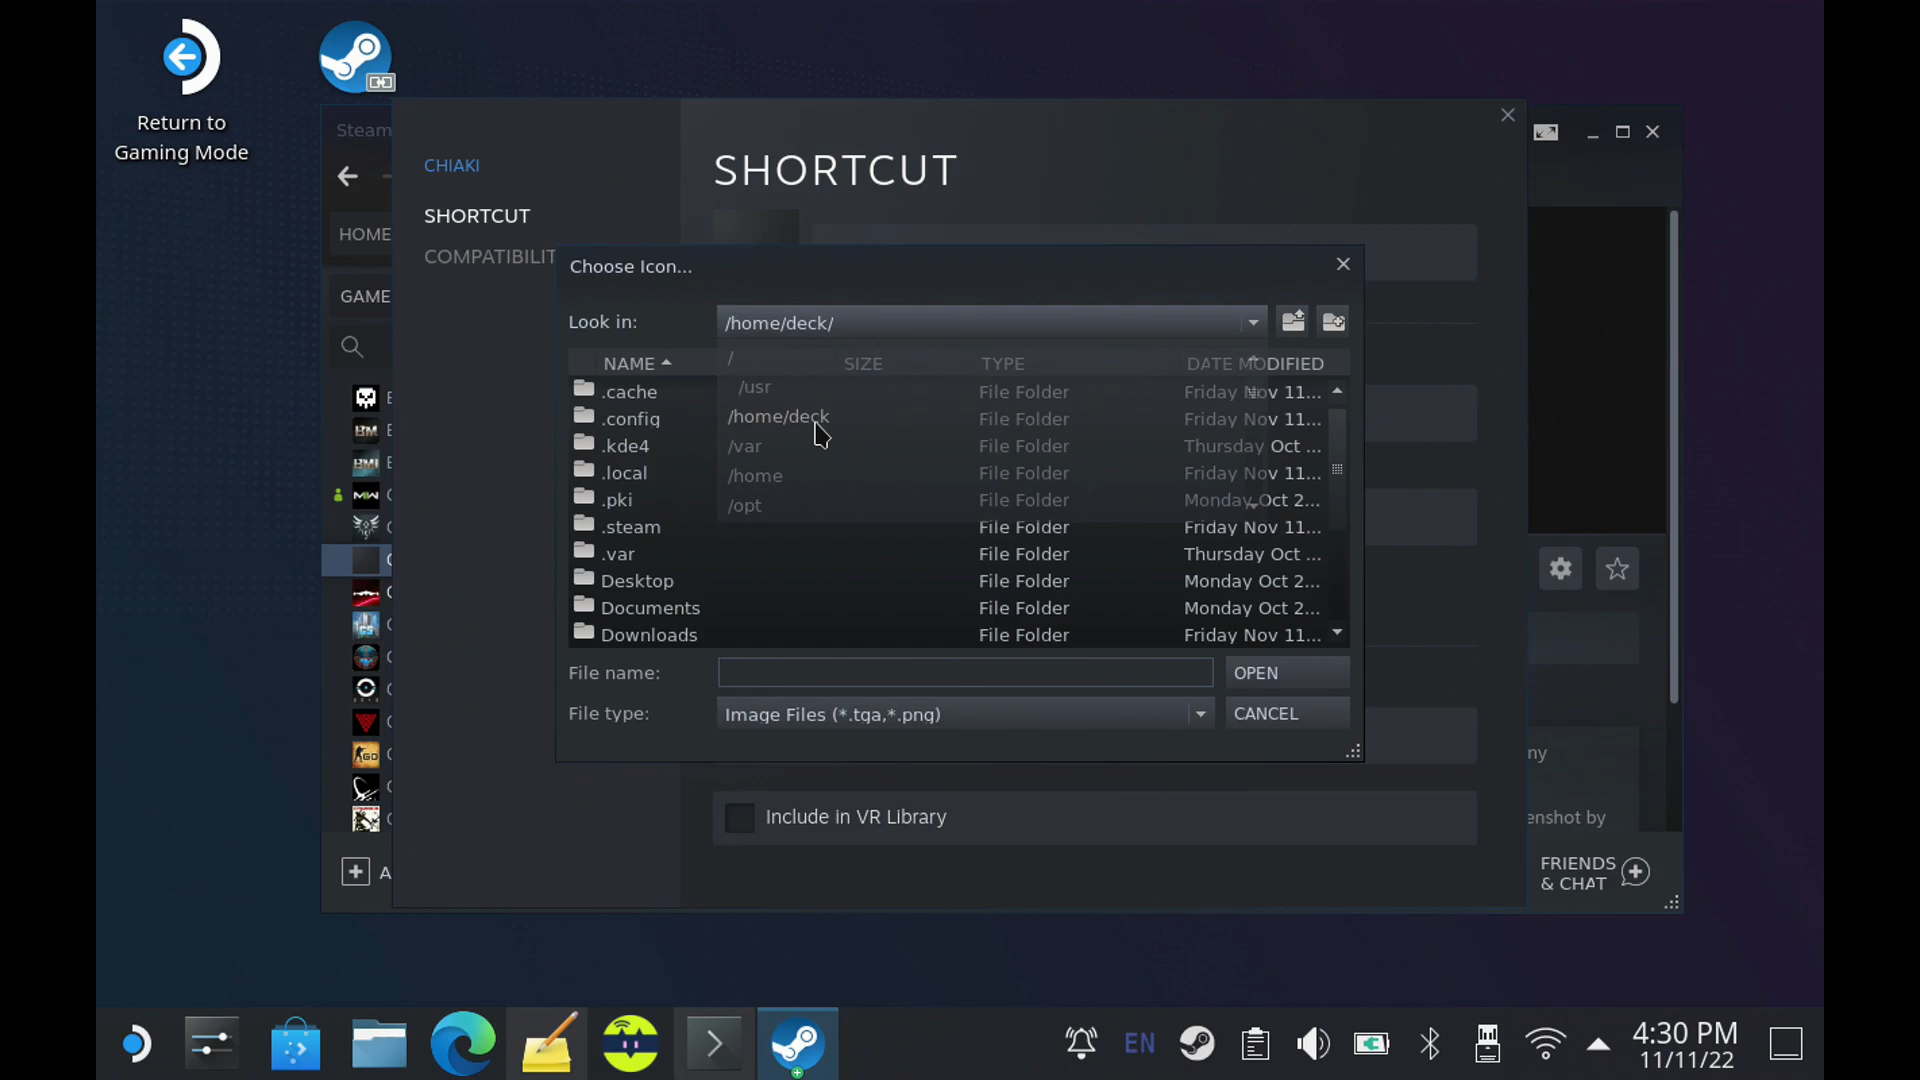 Return to
Gaming Mode
Steam
HOME
GAME
CHIAKI
SHORTCUT
COMPATIBILIT
SHORTCUT
Choose Icon...
Look in:
/home/deck/
/
/usr
/home/deck
/var
/home
/opt
NAME SIZE TYPE DATE MODIFIED
.cache File Folder Friday Nov 11...
.config File Folder Friday Nov 11...
.kde4 File Folder Thursday Oct ...
.local File Folder Friday Nov 11...
.pki File Folder Monday Oct 2...
.steam File Folder Friday Nov 11...
.var File Folder Thursday Oct ...
Desktop File Folder Monday Oct 2...
Documents File Folder Monday Oct 2...
Downloads File Folder Friday Nov 11...
File name:
OPEN
File type:
Image Files (*.tga,*.png)
CANCEL
Include in VR Library
ny
enshot by
A
FRIENDS
& CHAT
EN
4:30 PM
11/11/22